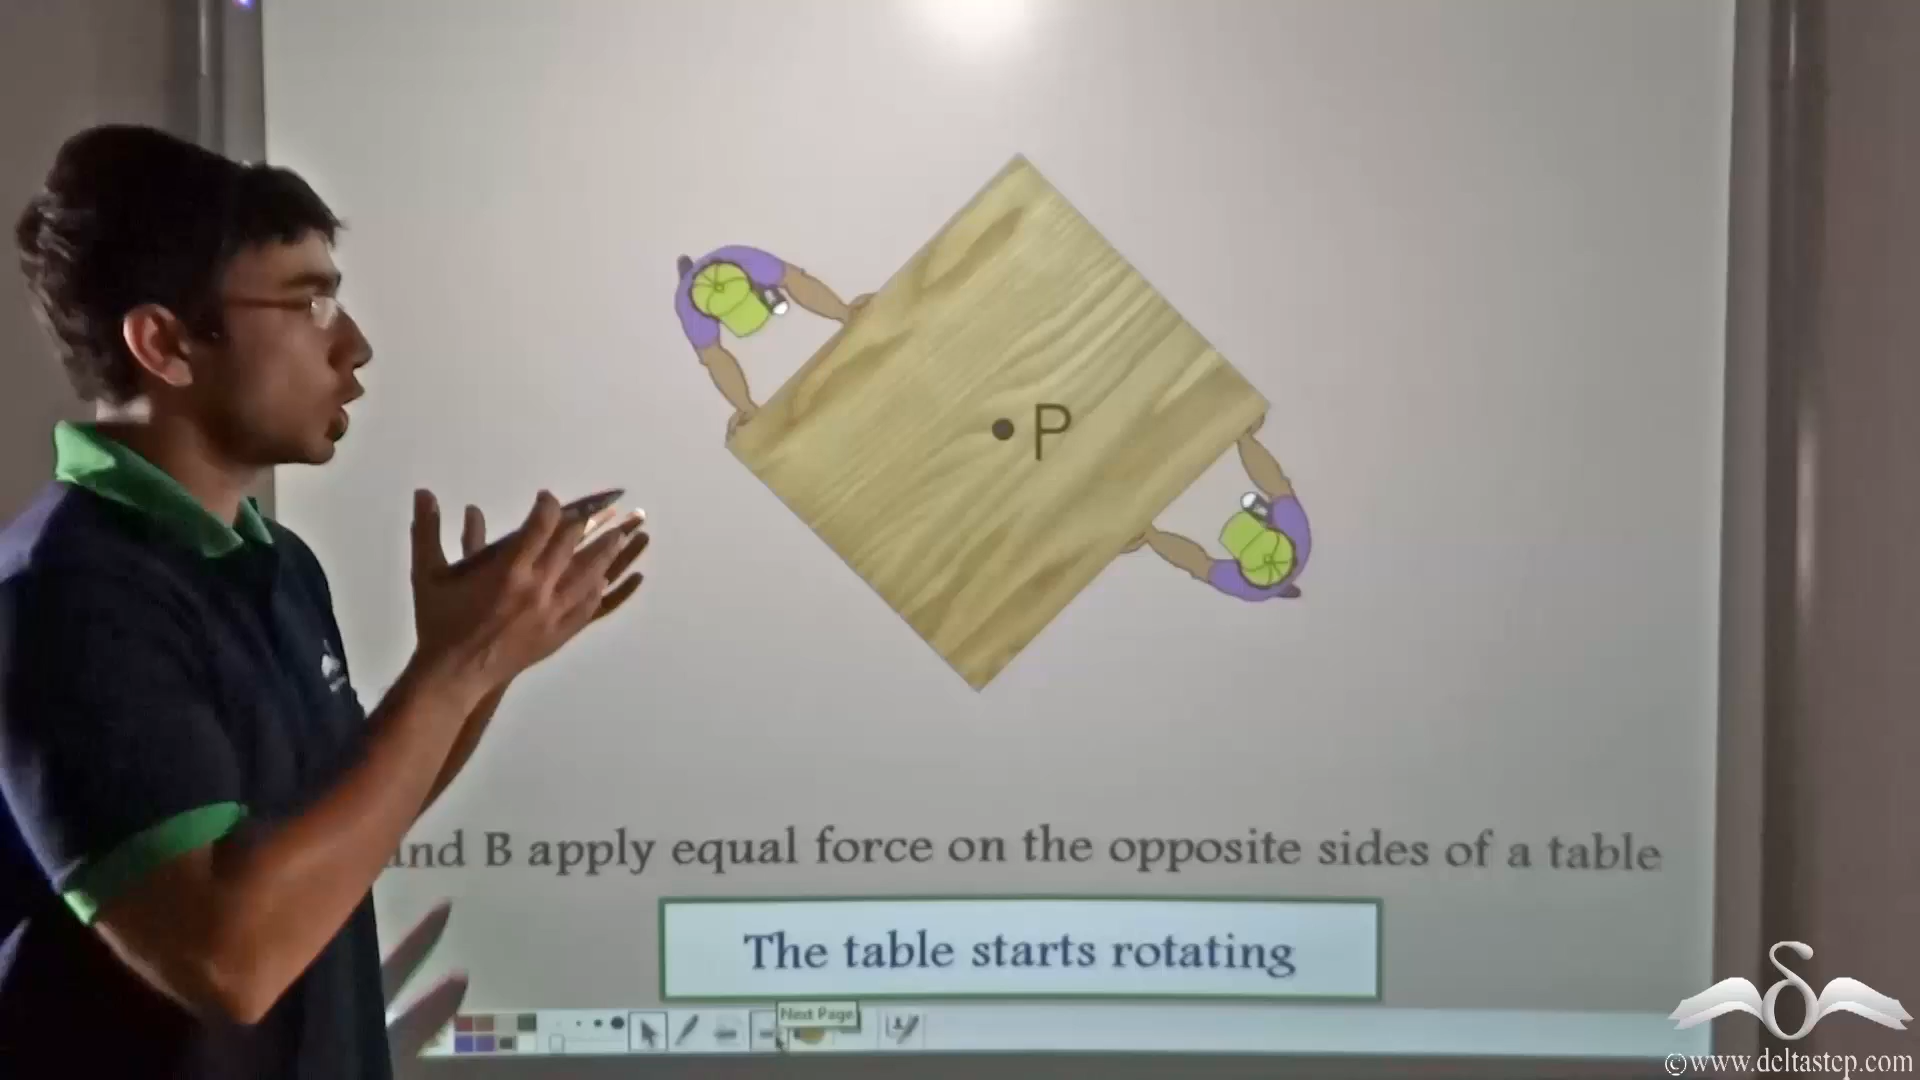 P
and B apply equal force on the opposite sides of a table
The table starts rotating
Next Page
©www.deltastep.com